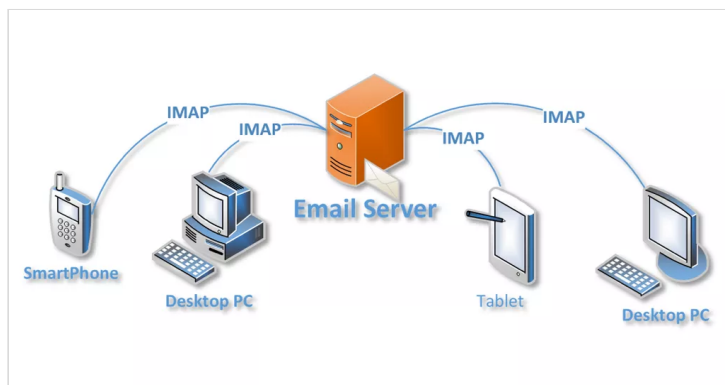 IMAP
IMAP
IMAP
IMAP
Email Server
SmartPhone
Desktop PC
Tablet
Desktop PC